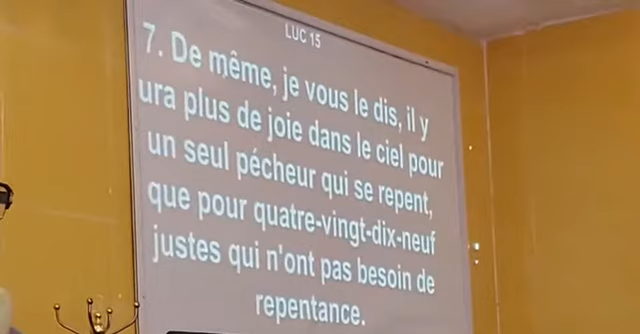 LUC 15
7. De même, je vous le dis, il y
ura plus de joie dans le ciel pour
un seul pécheur qui se repent,
que pour quatre-vingt-dix-neuf
justes qui n'ont pas besoin de
repentance.